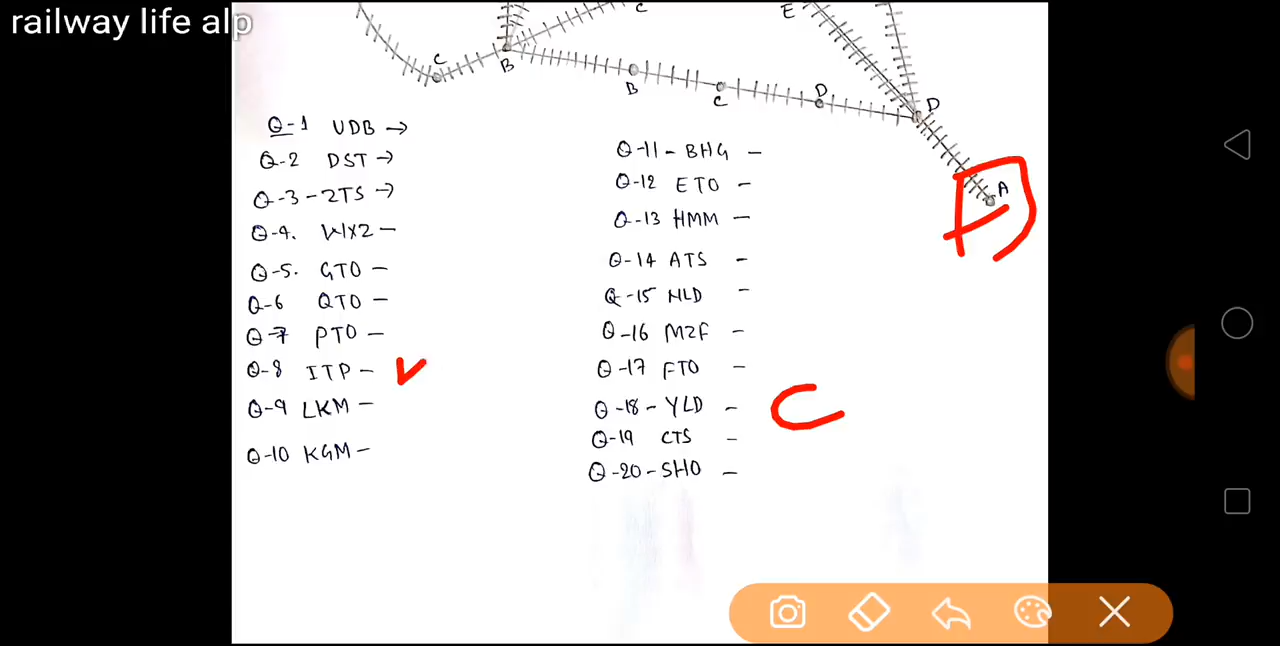 railway life alp
C
E
C
B
B
C
D
D
A
Q-1 UDB →
Q-2 DST →
Q-3-2TS →
Q-4. WX2 -
Q-5. GTO -
Q-6 QTO -
Q-7 PTO -
Q-8 ITP -
Q-9 LKM -
Q-10 KGM -
Q-11 - BHG -
Q-12 ETO -
Q-13 HMM -
Q-14 ATS -
Q-15 NLD -
Q-16 M2F -
Q-17 FTO -
Q-18 - YLD -
Q-19 CTS -
Q-20 - SHO -